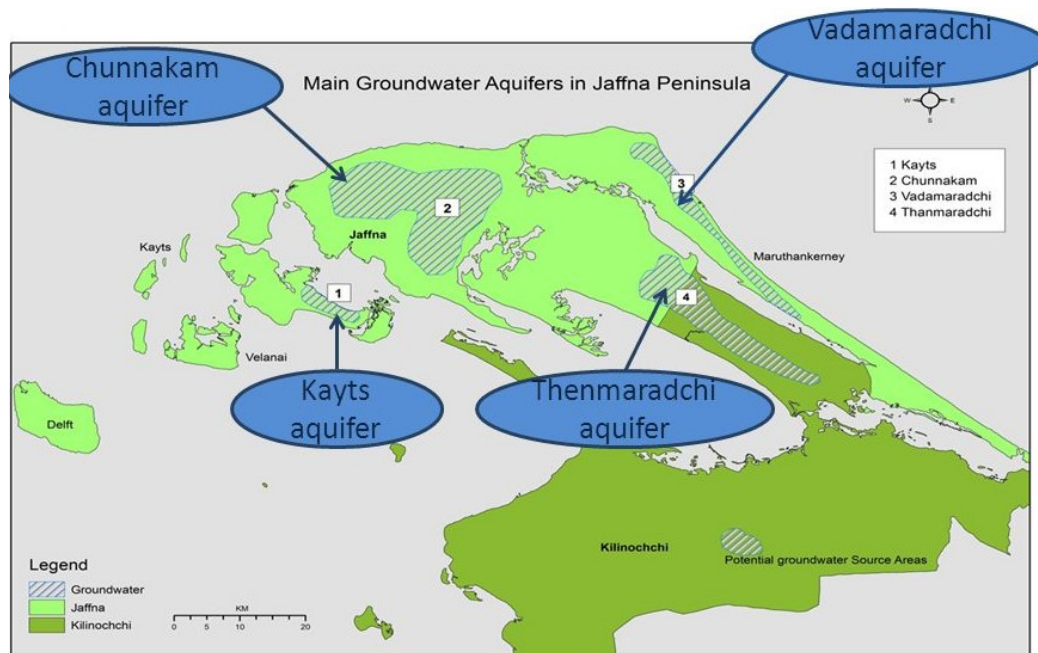 Vadamaradchi
aquifer
Chunnakam
aquifer
Main Groundwater Aquifers in Jaffna Peninsula
N
W
E
S
1 Kayts
2 Chunnakam
3 Vadamaradchi
4 Thanmaradchi
3
2
Jaffna
Kayts
Maruthankerney
1
4
Velanai
Kayts
aquifer
Thenmaradchi
aquifer
Delft
Kilinochchi
Potential groundwater Source Areas
Legend
Groundwater
Jaffna
Kilinochchi
KM
0 5 10 20